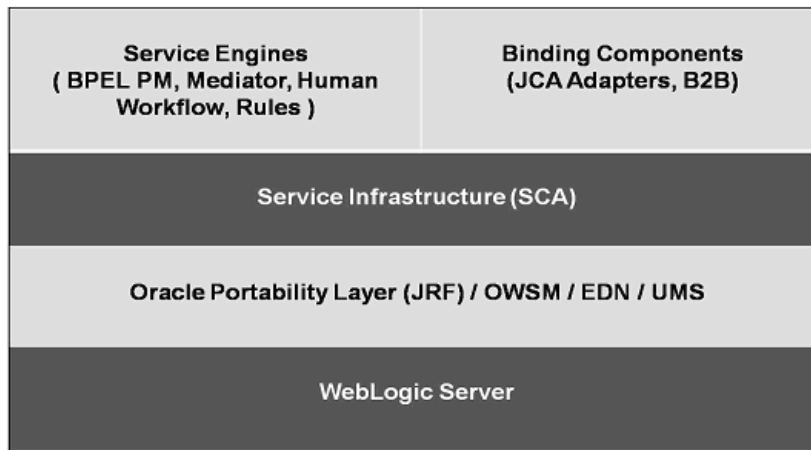 Service Engines
( BPEL PM, Mediator, Human
Workflow, Rules )
Binding Components
(JCA Adapters, B2B)
Service Infrastructure (SCA)
Oracle Portability Layer (JRF) / OWSM / EDN / UMS
WebLogic Server